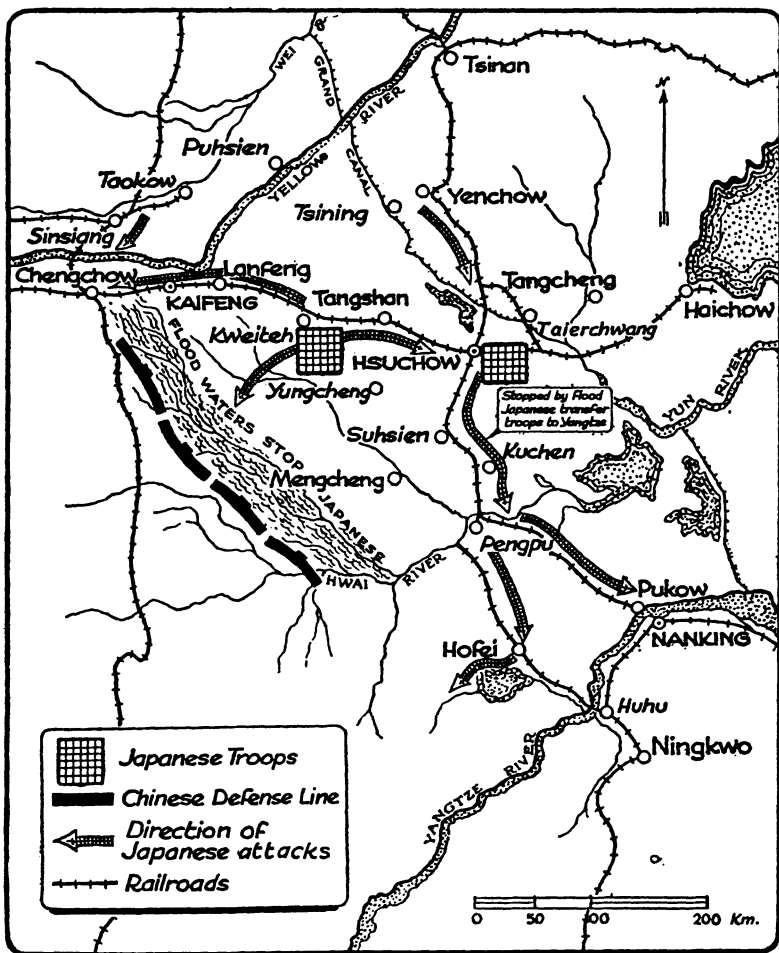 WEI
GRAND
CANAL
YELLOW
RIVER
Tsinan
N
Puhsien
Taokow
Sinsiang
Tsining
Yenchow
Chengchow
KAIFENG
Lanfeng
Tangshan
Kweiteh
HSUCHOW
Yungcheng
Tangcheng
Taierchwang
Haichow
Stopped by Flood
Japanese transfer
troops to Yangtze
YUN RIVER
FLOOD WATERS STOP JAPANESE
Suhsien
Kuchen
Mengcheng
HWAI
RIVER
Pengpu
Pukow
NANKING
Hofei
Huhu
Ningkwo
YANGTZE RIVER
Japanese Troops
Chinese Defense Line
Direction of
Japanese attacks
Railroads
0 50 100 200 Km.